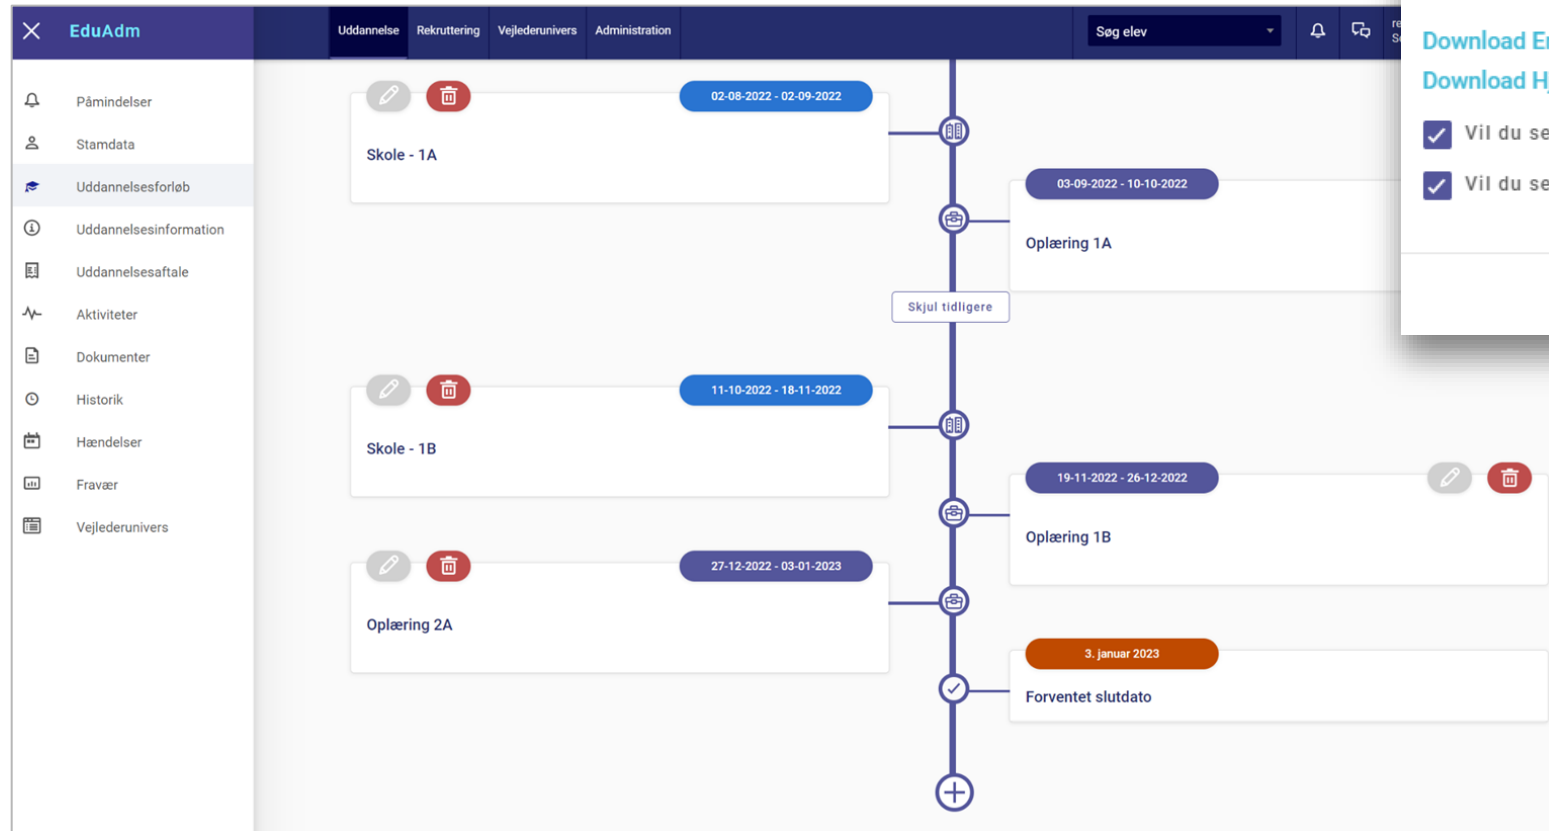 EduAdm
Uddannelse
Rekruttering
Vejlederunivers
Administration
Søg elev
Påmindelser
Stamdata
Uddannelsesforløb
Uddannelsesinformation
Uddannelsesaftale
Aktiviteter
Dokumenter
Historik
Hændelser
Fravær
Vejlederunivers
02-08-2022 - 02-09-2022
Skole - 1A
03-09-2022 - 10-10-2022
Oplæring 1A
Skjul tidligere
11-10-2022 - 18-11-2022
Skole - 1B
19-11-2022 - 26-12-2022
Oplæring 1B
27-12-2022 - 03-01-2023
Oplæring 2A
3. januar 2023
Forventet slutdato
Download
Download
Vil du
Vil du